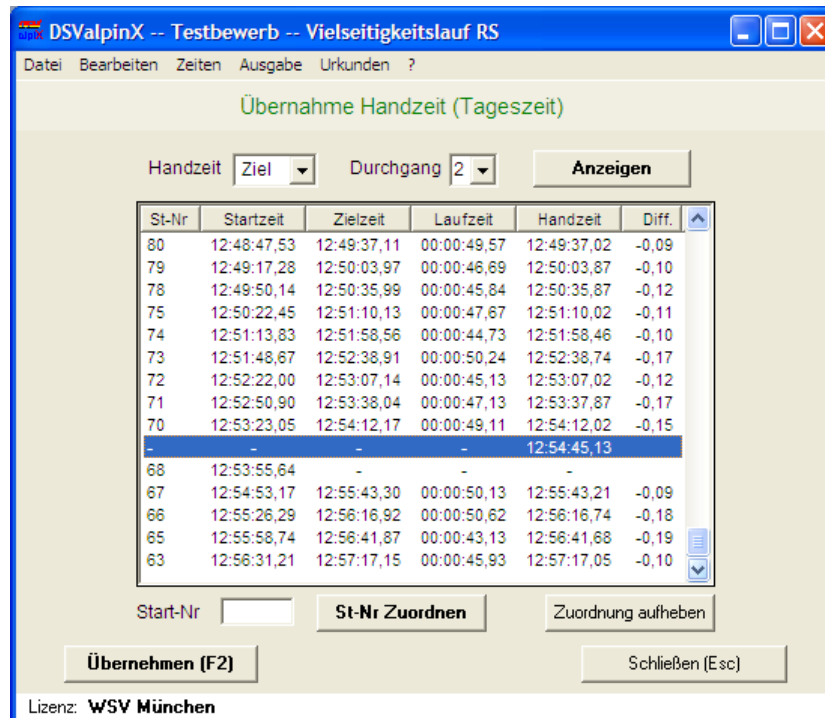 DSValpinX -- Testbewerb -- Vielseitigkeitslauf RS
Datei Bearbeiten Zeiten Ausgabe Urkunden ?
Übernahme Handzeit (Tageszeit)
Handzeit Ziel Durchgang 2 Anzeigen
St-Nr Startzeit Zielzeit Laufzeit Handzeit Diff.
80 12:48:47,53 12:49:37,11 00:00:49,57 12:49:37,02 -0,09
79 12:49:17,28 12:50:03,97 00:00:46,69 12:50:03,87 -0,10
78 12:49:50,14 12:50:35,99 00:00:45,84 12:50:35,87 -0,12
75 12:50:22,45 12:51:10,13 00:00:47,67 12:51:10,02 -0,11
74 12:51:13,83 12:51:58,56 00:00:44,73 12:51:58,46 -0,10
73 12:51:48,67 12:52:38,91 00:00:50,24 12:52:38,74 -0,17
72 12:52:22,00 12:53:07,14 00:00:45,13 12:53:07,02 -0,12
71 12:52:50,90 12:53:38,04 00:00:47,13 12:53:37,87 -0,17
70 12:53:23,05 12:54:12,17 00:00:49,11 12:54:12,02 -0,15
- - - - 12:54:45,13
68 12:53:55,64 - - -
67 12:54:53,17 12:55:43,30 00:00:50,13 12:55:43,21 -0,09
66 12:55:26,29 12:56:16,92 00:00:50,62 12:56:16,74 -0,18
65 12:55:58,74 12:56:41,87 00:00:43,13 12:56:41,68 -0,19
63 12:56:31,21 12:57:17,15 00:00:45,93 12:57:17,05 -0,10
Start-Nr St-Nr Zuordnen Zuordnung aufheben
Übernehmen (F2) Schließen (Esc)
Lizenz: WSV München